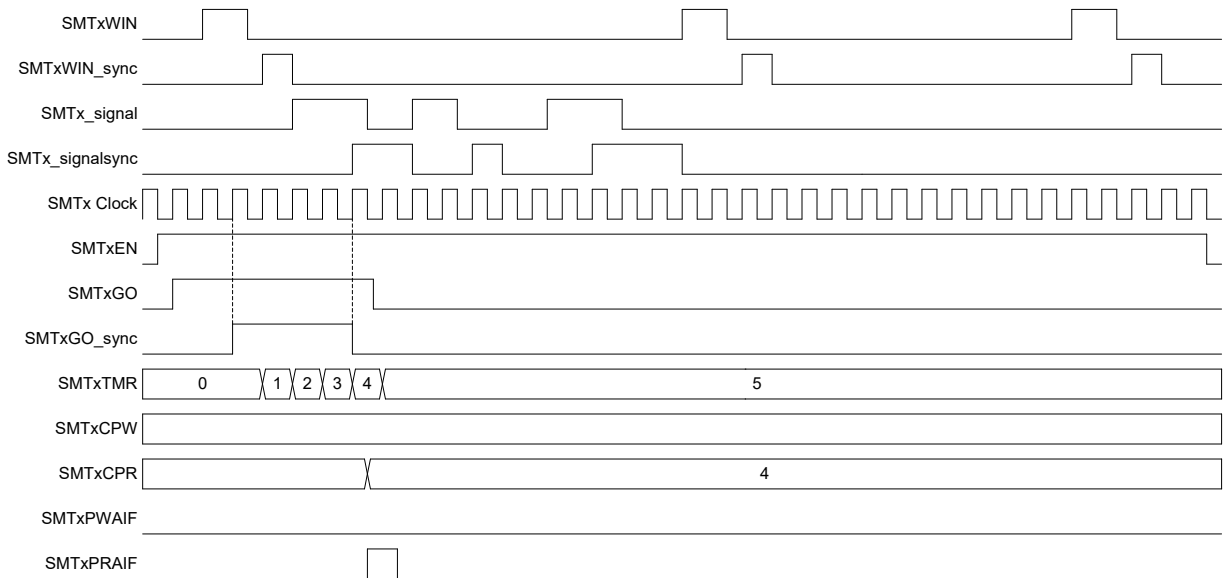 SMTxWIN
SMTxWIN_sync
SMTx_signal
SMTx_signalsync
SMTx Clock
SMTxEN
SMTxGO
SMTxGO_sync
SMTxTMR 0 1 2 3 4 5
SMTxCPW
SMTxCPR 4
SMTxPWAIF
SMTxPRAIF